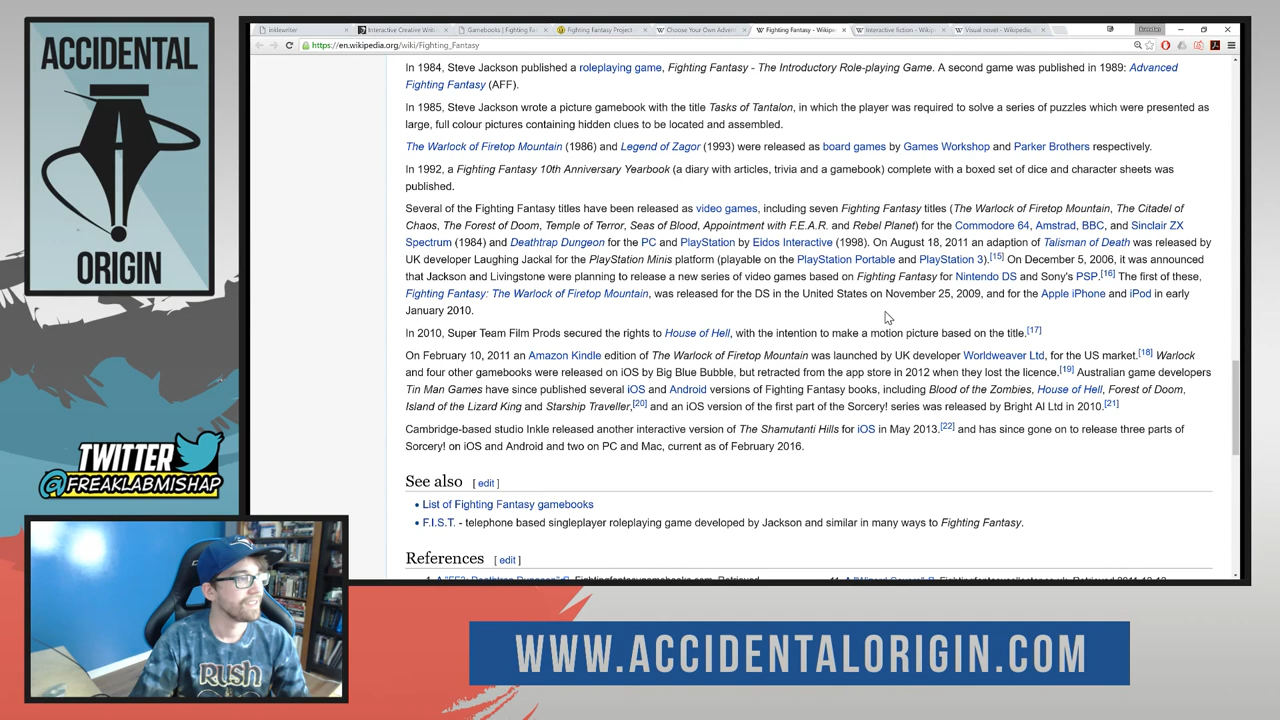 ACCIDENTAL
ORIGIN
inklewriter
Interactive Creative Writi
Gamebooks | Fighting Fa
Fighting Fantasy Project
Choose Your Own Adven
Fighting Fantasy - Wikipe
Interactive fiction - Wikip
Visual novel - Wikipedia,
https://en.wikipedia.org/wiki/Fighting_Fantasy
In 1984, Steve Jackson published a roleplaying game, Fighting Fantasy - The Introductory Role-playing Game. A second game was published in 1989: Advanced
Fighting Fantasy (AFF).
In 1985, Steve Jackson wrote a picture gamebook with the title Tasks of Tantalon, in which the player was required to solve a series of puzzles which were presented as
large, full colour pictures containing hidden clues to be located and assembled.
The Warlock of Firetop Mountain (1986) and Legend of Zagor (1993) were released as board games by Games Workshop and Parker Brothers respectively.
In 1992, a Fighting Fantasy 10th Anniversary Yearbook (a diary with articles, trivia and a gamebook) complete with a boxed set of dice and character sheets was
published.
Several of the Fighting Fantasy titles have been released as video games, including seven Fighting Fantasy titles (The Warlock of Firetop Mountain, The Citadel of
Chaos, The Forest of Doom, Temple of Terror, Seas of Blood, Appointment with F.E.A.R. and Rebel Planet) for the Commodore 64, Amstrad, BBC, and Sinclair ZX
Spectrum (1984) and Deathtrap Dungeon for the PC and PlayStation by Eidos Interactive (1998). On August 18, 2011 an adaption of Talisman of Death was released by
UK developer Laughing Jackal for the PlayStation Minis platform (playable on the PlayStation Portable and PlayStation 3).[15] On December 5, 2006, it was announced
that Jackson and Livingstone were planning to release a new series of video games based on Fighting Fantasy for Nintendo DS and Sony's PSP.[16] The first of these,
Fighting Fantasy: The Warlock of Firetop Mountain, was released for the DS in the United States on November 25, 2009, and for the Apple iPhone and iPod in early
January 2010.
In 2010, Super Team Film Prods secured the rights to House of Hell, with the intention to make a motion picture based on the title.[17]
On February 10, 2011 an Amazon Kindle edition of The Warlock of Firetop Mountain was launched by UK developer Worldweaver Ltd, for the US market.[18] Warlock
and four other gamebooks were released on iOS by Big Blue Bubble, but retracted from the app store in 2012 when they lost the licence.[19] Australian game developers
Tin Man Games have since published several iOS and Android versions of Fighting Fantasy books, including Blood of the Zombies, House of Hell, Forest of Doom,
Island of the Lizard King and Starship Traveller,[20] and an iOS version of the first part of the Sorcery! series was released by Bright AI Ltd in 2010.[21]
Cambridge-based studio Inkle released another interactive version of The Shamutanti Hills for iOS in May 2013.[22] and has since gone on to release three parts of
Sorcery! on iOS and Android and two on PC and Mac, current as of February 2016.
See also [ edit ]
• List of Fighting Fantasy gamebooks
• F.I.S.T. - telephone based singleplayer roleplaying game developed by Jackson and similar in many ways to Fighting Fantasy.
References [ edit ]
TWITTER
@FREAKLABMISHAP
RUSH
WWW.ACCIDENTALORIGIN.COM